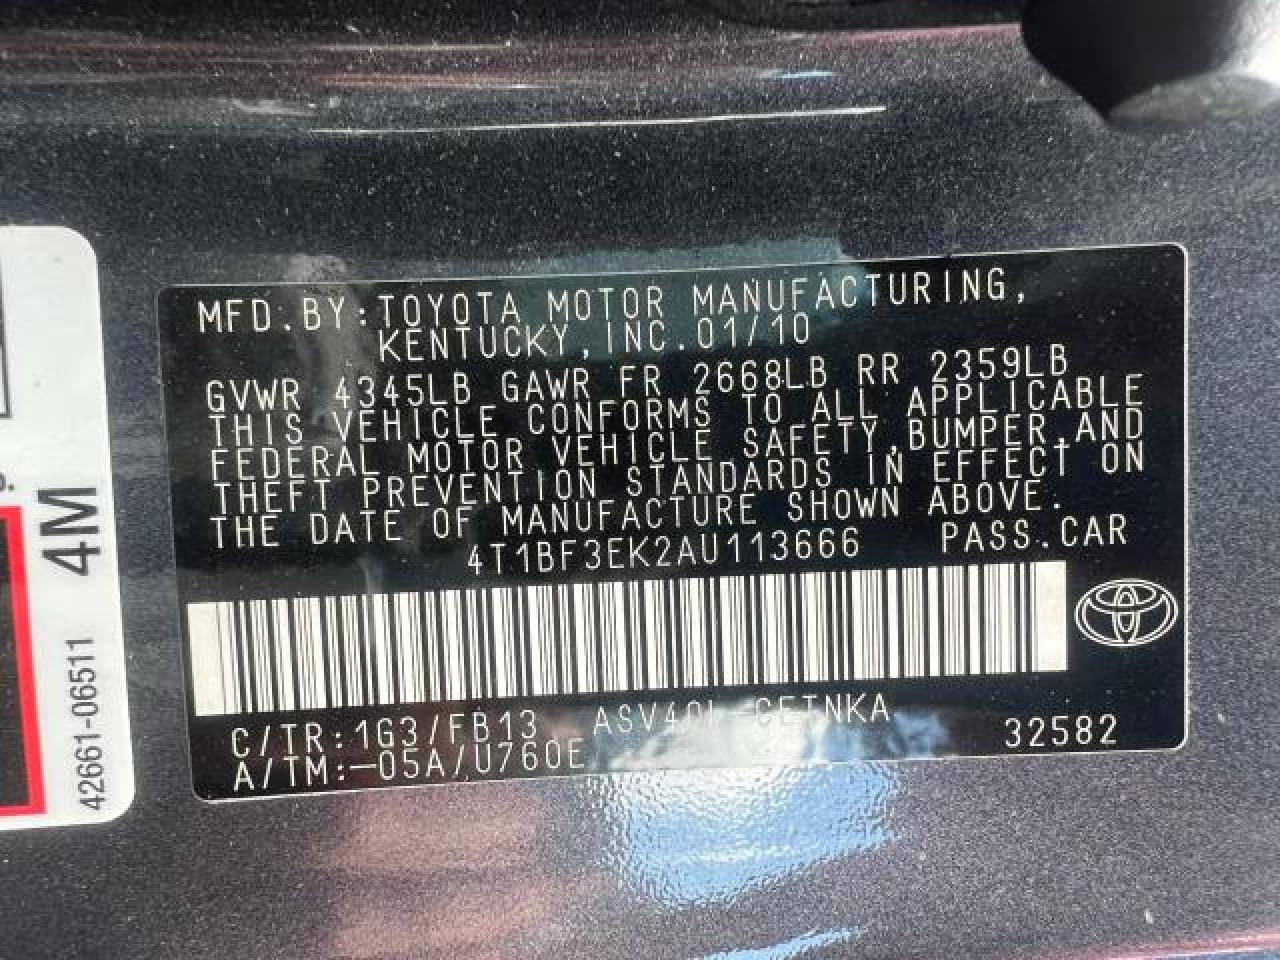 MFD.BY:TOYOTA MOTOR MANUFACTURING,
KENTUCKY,INC.01/10
GVWR 4345LB GAWR FR 2668LB RR 2359LB
THIS VEHICLE CONFORMS TO ALL APPLICABLE
FEDERAL MOTOR VEHICLE SAFETY,BUMPER,AND
THEFT PREVENTION STANDARDS IN EFFECT ON
THE DATE OF MANUFACTURE SHOWN ABOVE.
4T1BF3EK2AU113666 PASS.CAR
C/TR:1G3/FB13
A/TM:-05A/U760E
32582
4M
42661-06511